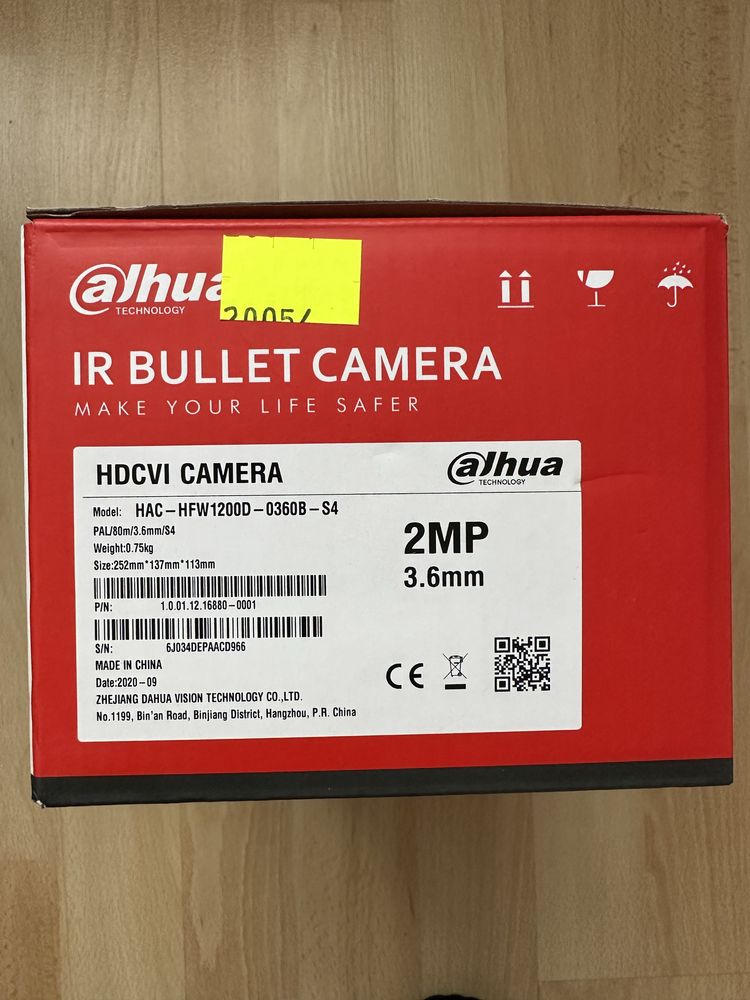 alhua
TECHNOLOGY
IR BULLET CAMERA
MAKE YOUR LIFE SAFER
HDCVI CAMERA
alhua
TECHNOLOGY
Model: HAC-HFW1200D-0360B-S4
PAL/80m/3.6mm/S4
Weight:0.75kg
Size:252mm*137mm*113mm
2MP
3.6mm
P/N: 1.0.01.12.16880-0001
S/N: 6J034DEPAACD966
MADE IN CHINA
Date:2020-09
ZHEJIANG DAHUA VISION TECHNOLOGY CO.,LTD.
No.1199, Bin'an Road, Binjiang District, Hangzhou, P.R. China
CE